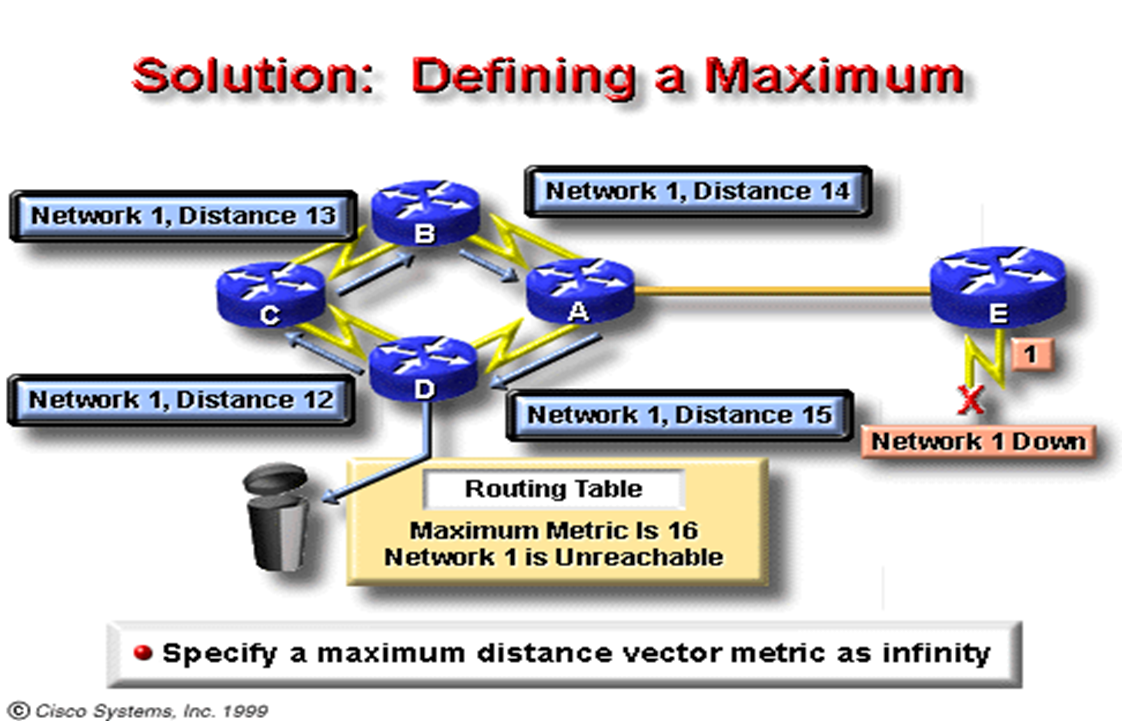 Solution: Defining a Maximum
Network 1, Distance 13
Network 1, Distance 14
B
C
A
E
D
1
X
Network 1, Distance 12
Network 1, Distance 15
Network 1 Down
Routing Table
Maximum Metric Is 16
Network 1 is Unreachable
Specify a maximum distance vector metric as infinity
© Cisco Systems, Inc. 1999